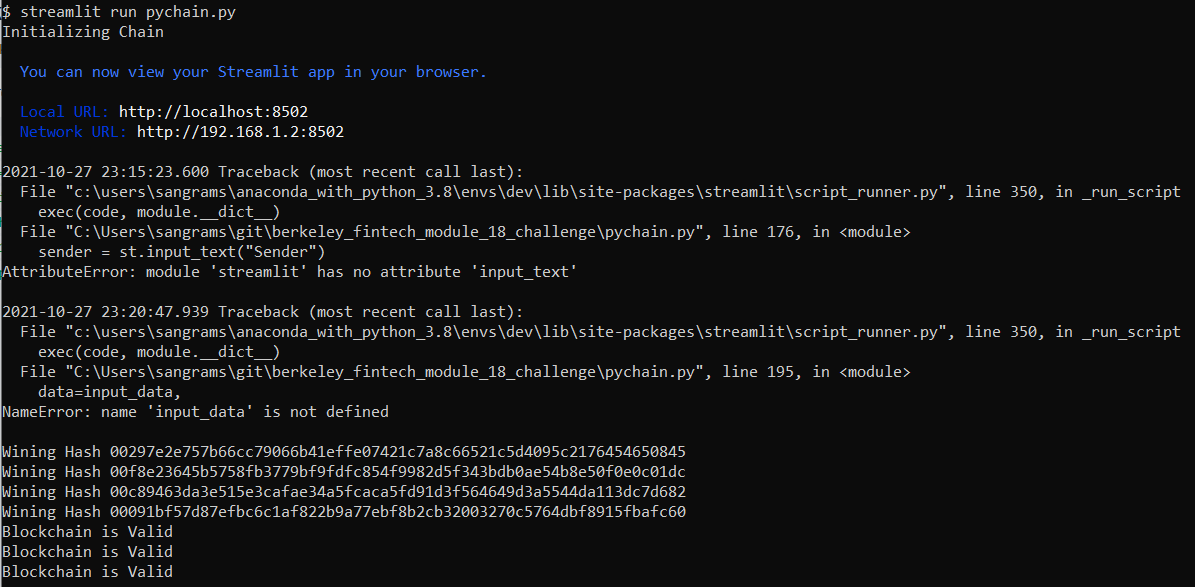 $ streamlit run pychain.py
Initializing Chain
You can now view your Streamlit app in your browser.
Local URL: http://localhost:8502
Network URL: http://192.168.1.2:8502
2021-10-27 23:15:23.600 Traceback (most recent call last):
File "c:\users\sangrams\anaconda_with_python_3.8\envs\dev\lib\site-packages\streamlit\script_runner.py", line 350, in _run_script
exec(code, module.__dict__)
File "C:\Users\sangrams\git\berkeley_fintech_module_18_challenge\pychain.py", line 176, in <module>
sender = st.input_text("Sender")
AttributeError: module 'streamlit' has no attribute 'input_text'
2021-10-27 23:20:47.939 Traceback (most recent call last):
File "c:\users\sangrams\anaconda_with_python_3.8\envs\dev\lib\site-packages\streamlit\script_runner.py", line 350, in _run_script
exec(code, module.__dict__)
File "C:\Users\sangrams\git\berkeley_fintech_module_18_challenge\pychain.py", line 195, in <module>
data=input_data,
NameError: name 'input_data' is not defined
Wining Hash 00297e2e757b66cc79066b41effe07421c7a8c66521c5d4095c2176454650845
Wining Hash 00f8e23645b5758fb3779bf9fdfc854f9982d5f343bdb0ae54b8e50f0e0c01dc
Wining Hash 00c89463da3e515e3cafae34a5fcaca5fd91d3f564649d3a5544da113dc7d682
Wining Hash 00091bf57d87efbc6c1af822b9a77ebf8b2cb32003270c5764dbf8915fbafc60
Blockchain is Valid
Blockchain is Valid
Blockchain is Valid